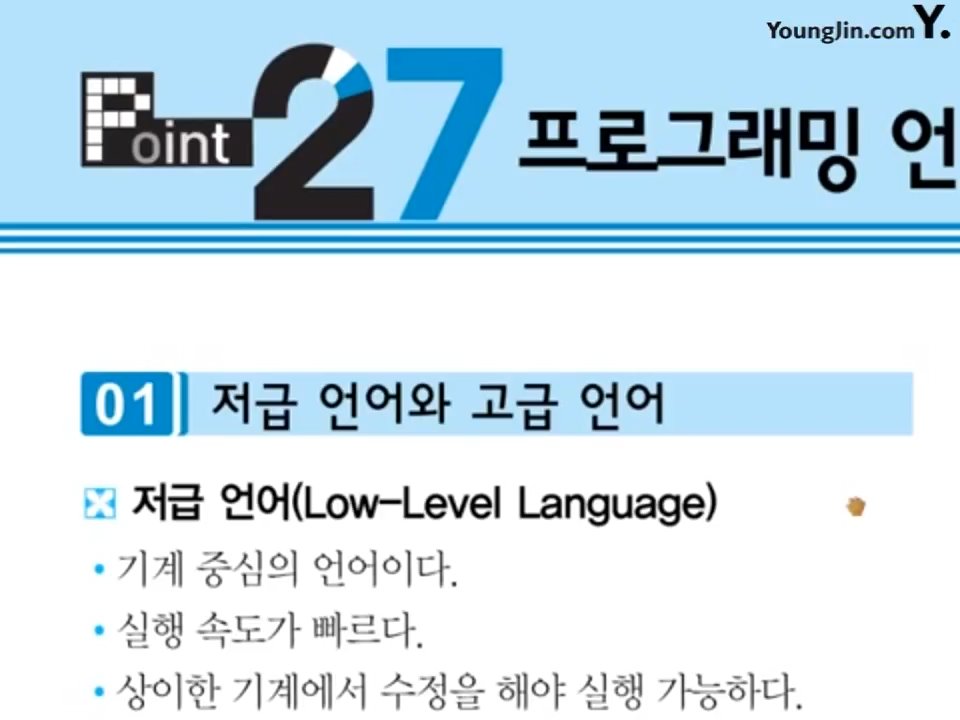 YoungJin.com Y.
Point 27 프로그래밍 언
01 저급 언어와 고급 언어
저급 언어(Low-Level Language)
• 기계 중심의 언어이다.
• 실행 속도가 빠르다.
• 상이한 기계에서 수정을 해야 실행 가능하다.